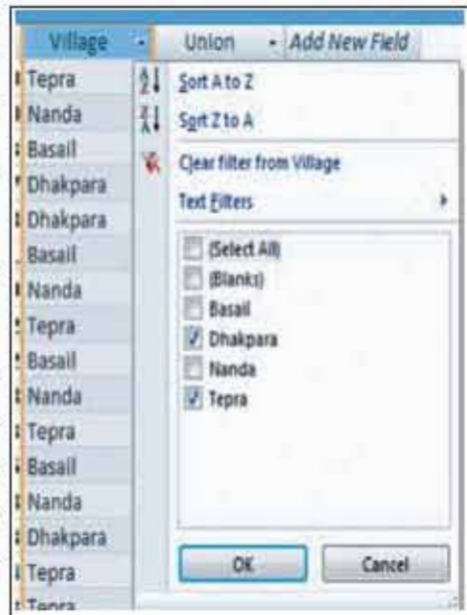 Village Union Add New Field
Tepra
Nanda
Basail
Dhakpara
Dhakpara
Basail
Nanda
Tepra
Basail
Nanda
Tepra
Basail
Nanda
Dhakpara
Tepra
Tepra
Sort A to Z
Sort Z to A
Clear filter from Village
Text Filters
(Select All)
(Blanks)
Basail
Dhakpara
Nanda
Tepra
OK Cancel